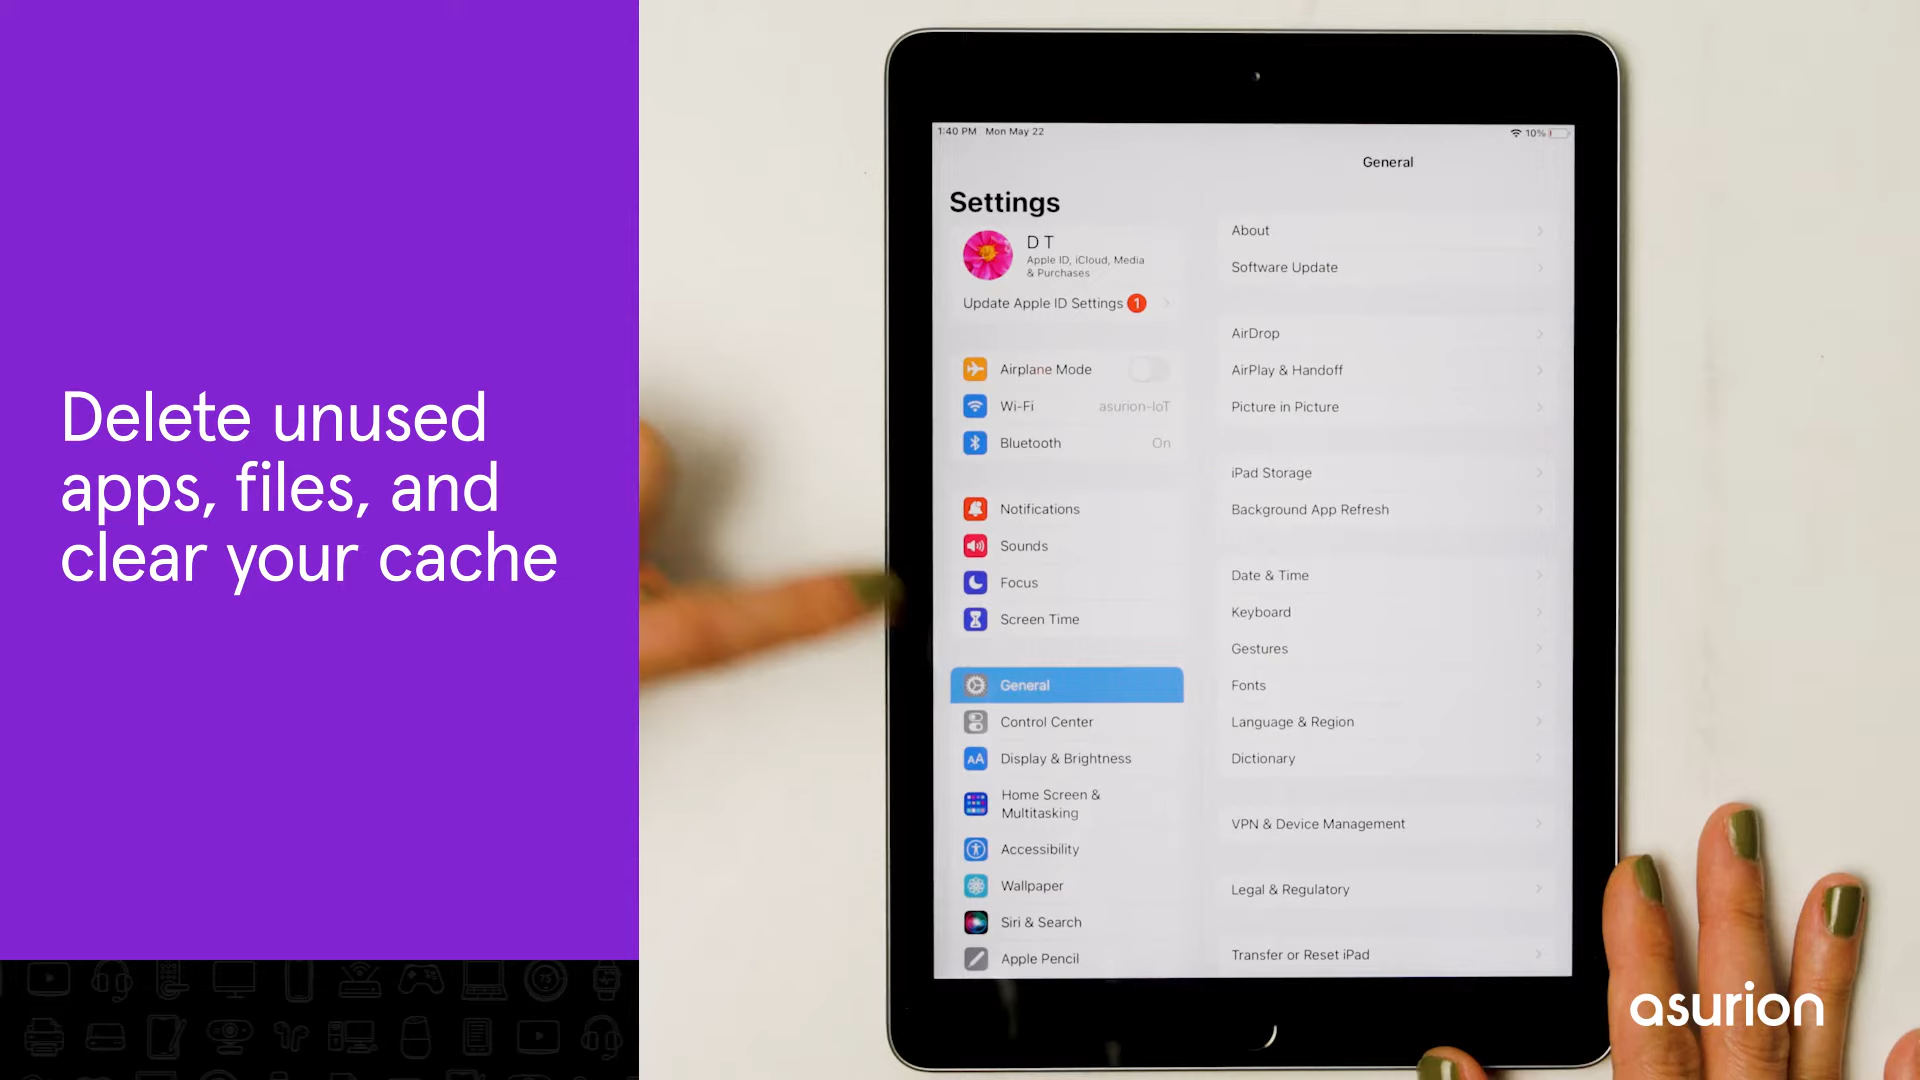 Delete unused
apps, files, and
clear your cache
1:40 PM Mon May 22
10%
General
Settings
D T
Apple ID, iCloud, Media
& Purchases
Update Apple ID Settings 1
Airplane Mode
Wi-Fi asurion-IoT
Bluetooth On
Notifications
Sounds
Focus
Screen Time
General
Control Center
Display & Brightness
Home Screen &
Multitasking
Accessibility
Wallpaper
Siri & Search
Apple Pencil
About
Software Update
AirDrop
AirPlay & Handoff
Picture in Picture
iPad Storage
Background App Refresh
Date & Time
Keyboard
Gestures
Fonts
Language & Region
Dictionary
VPN & Device Management
Legal & Regulatory
Transfer or Reset iPad
75
asurion